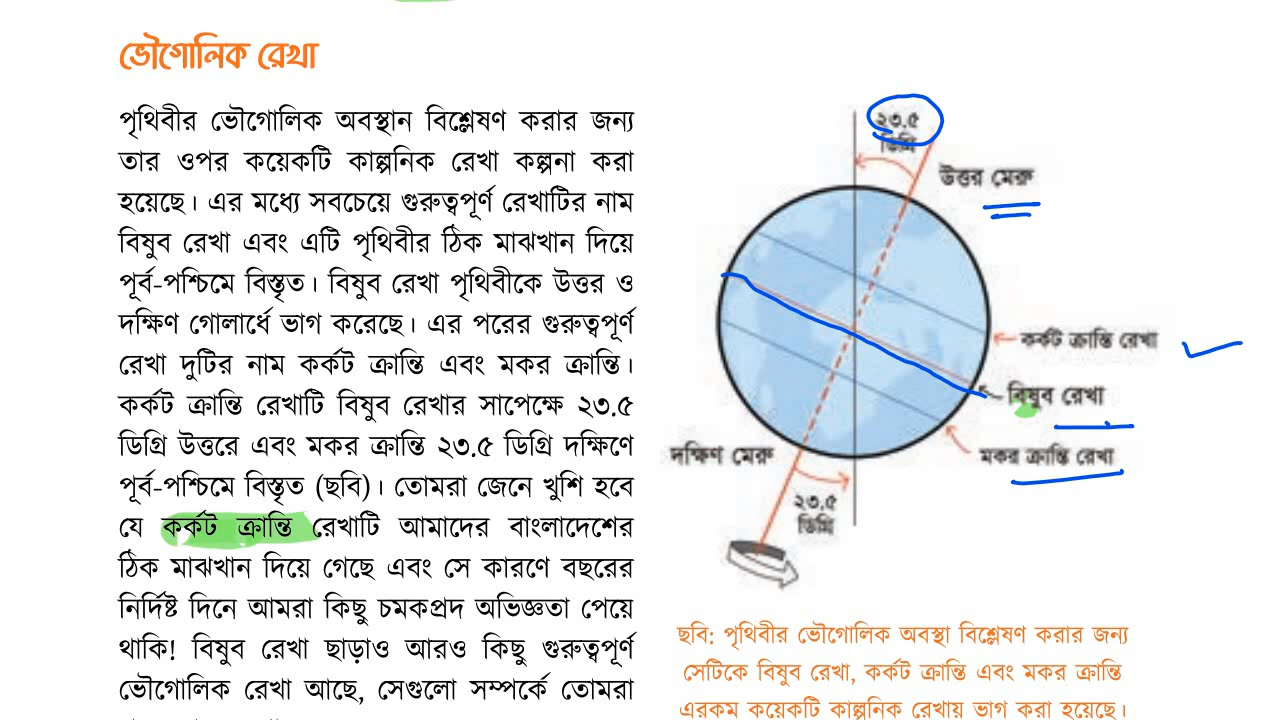 ভৌগোলিক রেখা
পৃথিবীর ভৌগোলিক অবস্থান বিশ্লেষণ করার জন্য
তার ওপর কয়েকটি কাল্পনিক রেখা কল্পনা করা
হয়েছে। এর মধ্যে সবচেয়ে গুরুত্বপূর্ণ রেখাটির নাম
বিষুব রেখা এবং এটি পৃথিবীর ঠিক মাঝখান দিয়ে
পূর্ব-পশ্চিমে বিস্তৃত। বিষুব রেখা পৃথিবীকে উত্তর ও
দক্ষিণ গোলার্ধে ভাগ করেছে। এর পরের গুরুত্বপূর্ণ
রেখা দুটির নাম কর্কট ক্রান্তি এবং মকর ক্রান্তি।
কর্কট ক্রান্তি রেখাটি বিষুব রেখার সাপেক্ষে ২৩.৫
ডিগ্রি উত্তরে এবং মকর ক্রান্তি ২৩.৫ ডিগ্রি দক্ষিণে
পূর্ব-পশ্চিমে বিস্তৃত (ছবি)। তোমরা জেনে খুশি হবে
যে কর্কট ক্রান্তি রেখাটি আমাদের বাংলাদেশের
ঠিক মাঝখান দিয়ে গেছে এবং সে কারণে বছরের
নির্দিষ্ট দিনে আমরা কিছু চমকপ্রদ অভিজ্ঞতা পেয়ে
থাকি! বিষুব রেখা ছাড়াও আরও কিছু গুরুত্বপূর্ণ
ভৌগোলিক রেখা আছে, সেগুলো সম্পর্কে তোমরা
২৩.৫
ডিগ্রি
উত্তর মেরু
কর্কট ক্রান্তি রেখা
বিষুব রেখা
মকর ক্রান্তি রেখা
দক্ষিণ মেরু
২৩.৫
ডিগ্রি
ছবি: পৃথিবীর ভৌগোলিক অবস্থা বিশ্লেষণ করার জন্য
সেটিকে বিষুব রেখা, কর্কট ক্রান্তি এবং মকর ক্রান্তি
এরকম কয়েকটি কাল্পনিক রেখায় ভাগ করা হয়েছে।